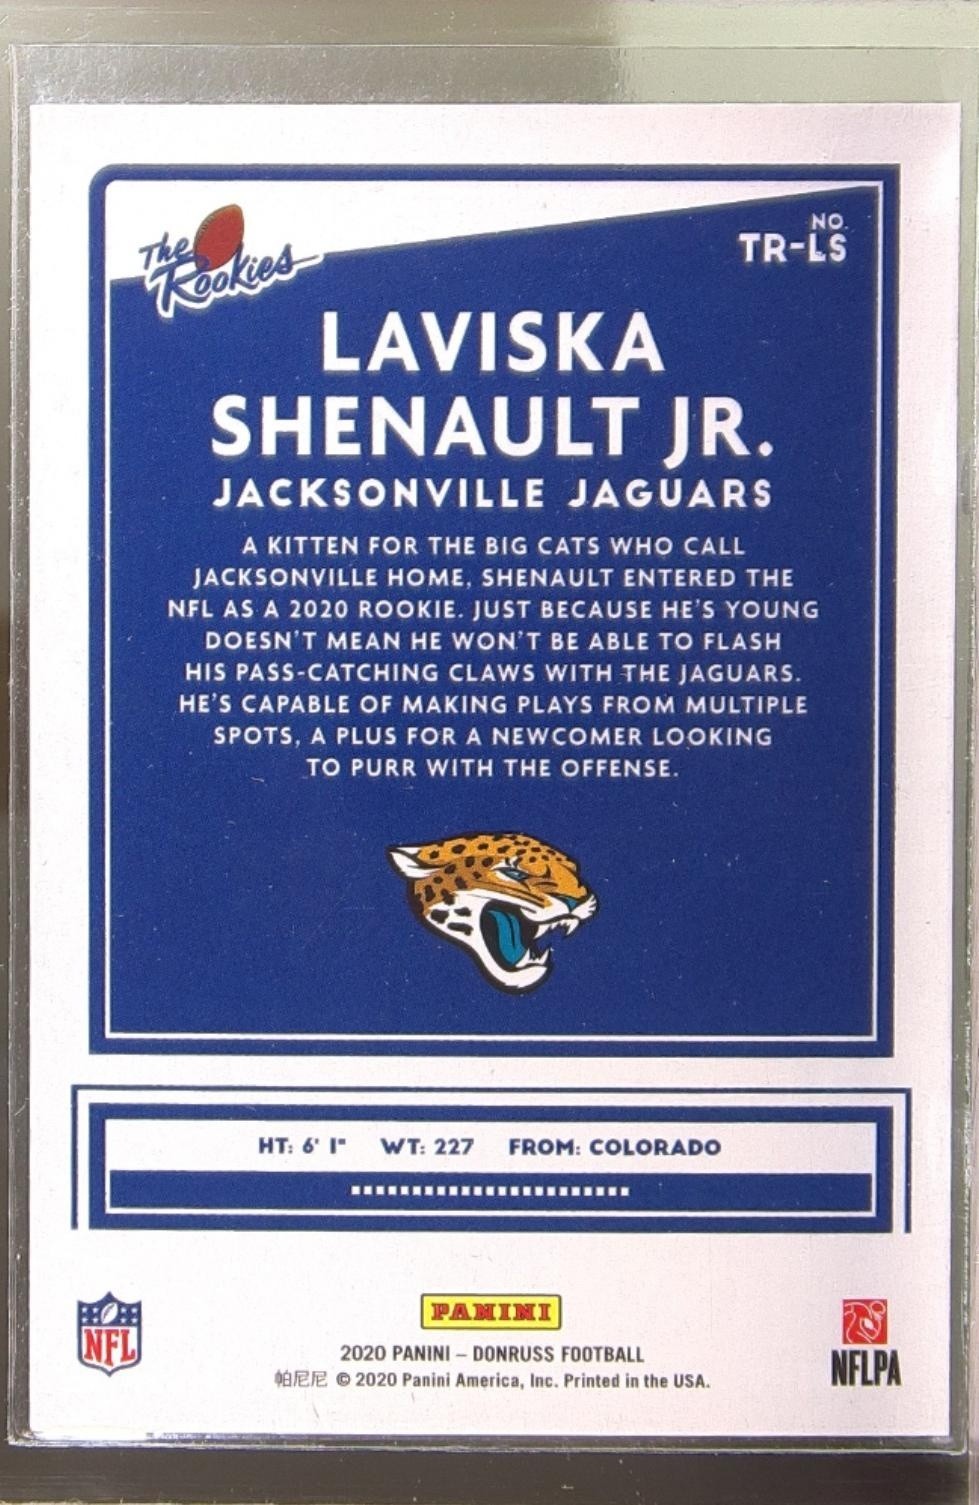 The
Rookies
NO.
TR-LS
LAVISKA
SHENAULT JR.
JACKSONVILLE JAGUARS
A KITTEN FOR THE BIG CATS WHO CALL
JACKSONVILLE HOME, SHENAULT ENTERED THE
NFL AS A 2020 ROOKIE. JUST BECAUSE HE'S YOUNG
DOESN'T MEAN HE WON'T BE ABLE TO FLASH
HIS PASS-CATCHING CLAWS WITH THE JAGUARS.
HE'S CAPABLE OF MAKING PLAYS FROM MULTIPLE
SPOTS, A PLUS FOR A NEWCOMER LOOKING
TO PURR WITH THE OFFENSE.
HT: 6' 1" WT: 227 FROM: COLORADO
NFL
PANINI
2020 PANINI – DONRUSS FOOTBALL
帕尼尼 © 2020 Panini America, Inc. Printed in the USA.
NFLPA